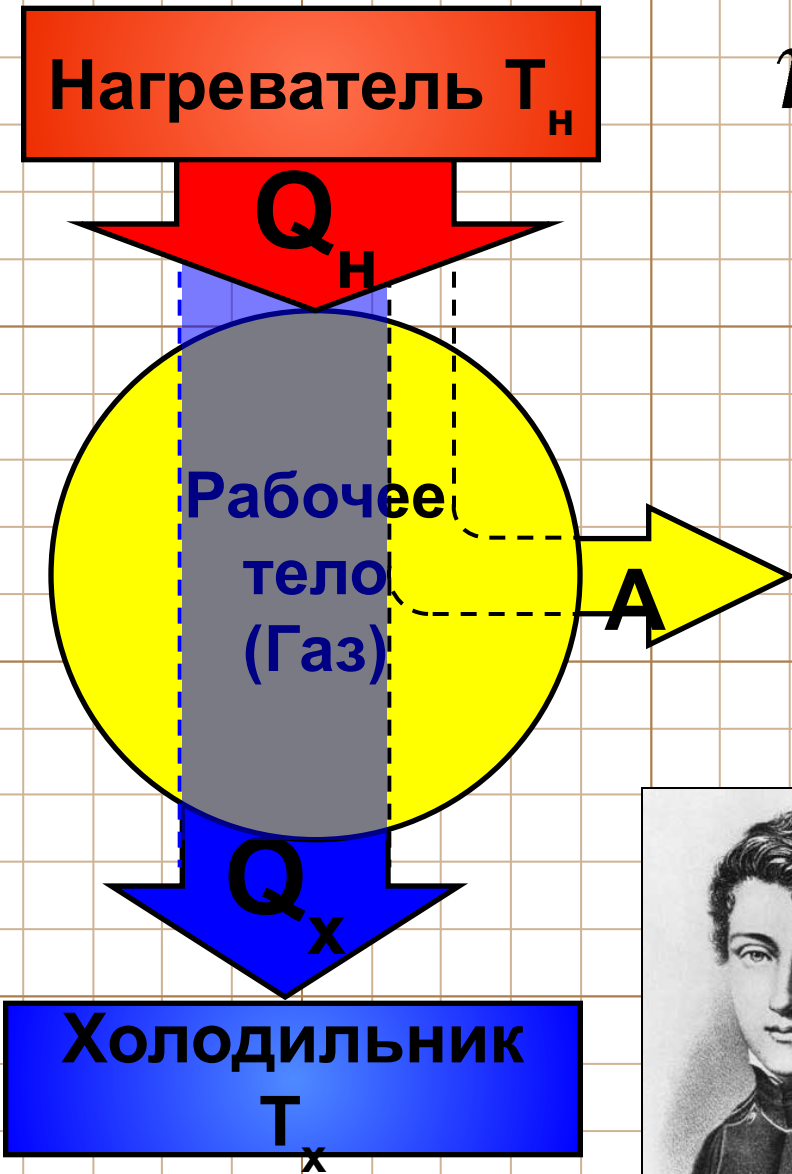 Нагреватель Tн
Qн
Рабочее
тело
(Газ)
A
Qх
Холодильник
Tх